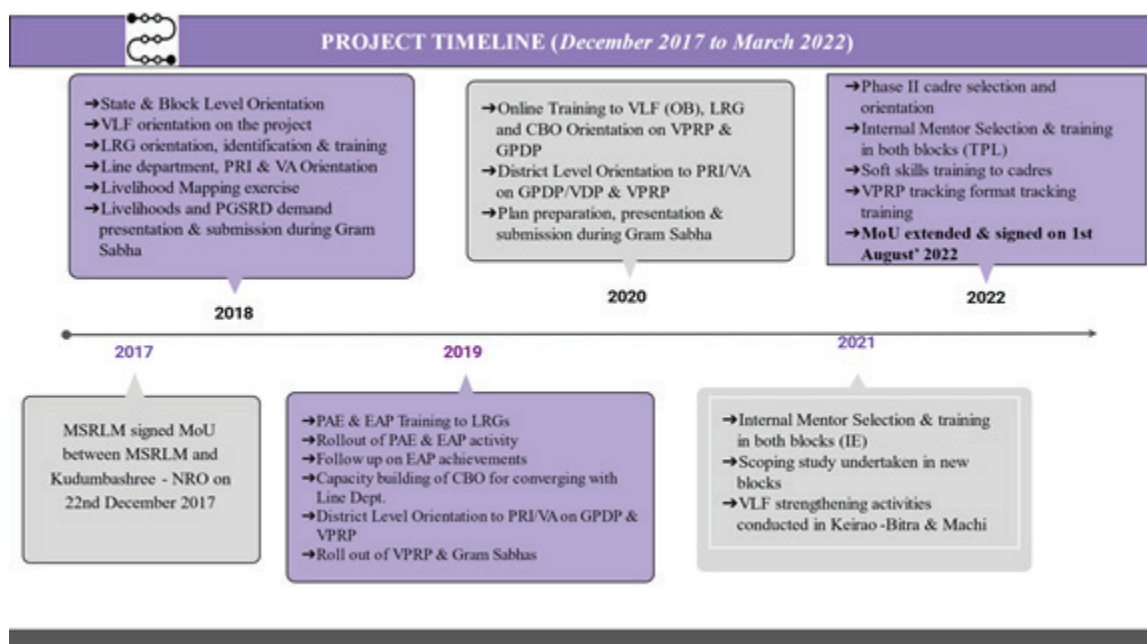 PROJECT TIMELINE (December 2017 to March 2022)
➔State & Block Level Orientation
➔VLF orientation on the project
➔LRG orientation, identification & training
➔Line department, PRI & VA Orientation
➔Livelihood Mapping exercise
➔Livelihoods and PGSRD demand
presentation & submission during Gram
Sabha
2018
➔Online Training to VLF (OB), LRG
and CBO Orientation on VPRP &
GPDP
➔District Level Orientation to PRI/VA
on GPDP/VDP & VPRP
➔Plan preparation, presentation &
submission during Gram Sabha
2020
➔Phase II cadre selection and
orientation
➔Internal Mentor Selection & training
in both blocks (TPL)
➔Soft skills training to cadres
➔VPRP tracking format tracking
training
➔MoU extended & signed on 1st
August' 2022
2022
2017
MSRLM signed MoU
between MSRLM and
Kudumbashree - NRO on
22nd December 2017
2019
➔PAE & EAP Training to LRGs
➔Rollout of PAE & EAP activity
➔Follow up on EAP achievements
➔Capacity building of CBO for converging with
Line Dept.
➔District Level Orientation to PRI/VA on GPDP &
VPRP
➔Roll out of VPRP & Gram Sabhas
2021
➔Internal Mentor Selection & training
in both blocks (IE)
➔Scoping study undertaken in new
blocks
➔VLF strengthening activities
conducted in Keirao -Bitra & Machi